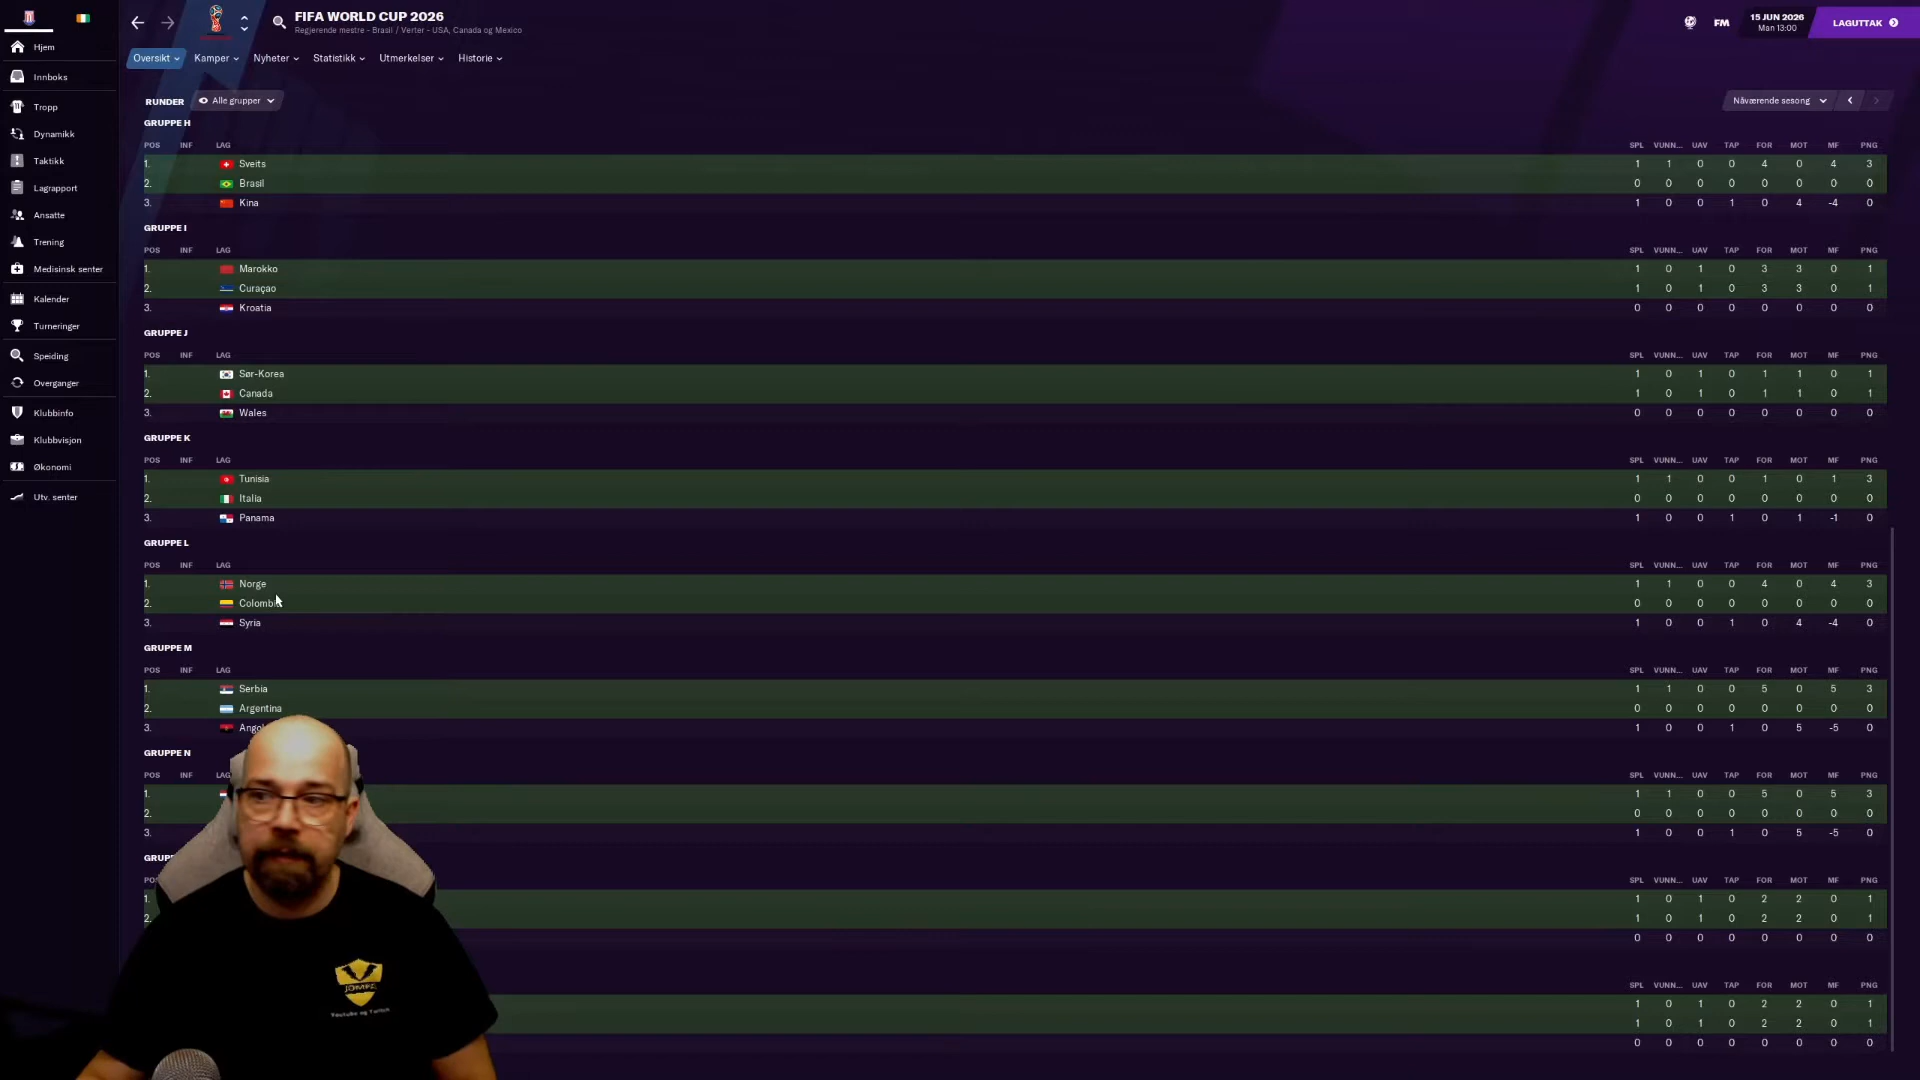 FIFA WORLD CUP 2026
Regjerende mestre - Brasil / Verter - USA, Canada og Mexico
FM
15 JUN 2026
Man 13:00
LAGUTTAK
Hjem
Innboks
Tropp
Dynamikk
Taktikk
Lagrapport
Ansatte
Trening
Medisinsk senter
Kalender
Turneringer
Speiding
Overganger
Klubbinfo
Klubbvisjon
Økonomi
Utv. senter
Oversikt Kamper Nyheter Statistikk Utmerkelser Historie
RUNDER Alle grupper Nåværende sesong
GRUPPE H
POS INF LAG SPL VUNN... UAV TAP FOR MOT MF PNG
1. Sveits 1 1 0 0 4 0 4 3
2. Brasil 0 0 0 0 0 0 0 0
3. Kina 1 0 0 1 0 4 -4 0
GRUPPE I
POS INF LAG SPL VUNN... UAV TAP FOR MOT MF PNG
1. Marokko 1 0 1 0 3 3 0 1
2. Curaçao 1 0 1 0 3 3 0 1
3. Kroatia 0 0 0 0 0 0 0 0
GRUPPE J
POS INF LAG SPL VUNN... UAV TAP FOR MOT MF PNG
1. Sør-Korea 1 0 1 0 1 1 0 1
2. Canada 1 0 1 0 1 1 0 1
3. Wales 0 0 0 0 0 0 0 0
GRUPPE K
POS INF LAG SPL VUNN... UAV TAP FOR MOT MF PNG
1. Tunisia 1 1 0 0 1 0 1 3
2. Italia 0 0 0 0 0 0 0 0
3. Panama 1 0 0 1 0 1 -1 0
GRUPPE L
POS INF LAG SPL VUNN... UAV TAP FOR MOT MF PNG
1. Norge 1 1 0 0 4 0 4 3
2. Colombia 0 0 0 0 0 0 0 0
3. Syria 1 0 0 1 0 4 -4 0
GRUPPE M
POS INF LAG SPL VUNN... UAV TAP FOR MOT MF PNG
1. Serbia 1 1 0 0 5 0 5 3
2. Argentina 0 0 0 0 0 0 0 0
3. Angol 1 0 0 1 0 5 -5 0
GRUPPE N
POS INF LAG SPL VUNN... UAV TAP FOR MOT MF PNG
1. 1 1 0 0 5 0 5 3
2. 0 0 0 0 0 0 0 0
3. 1 0 0 1 0 5 -5 0
GRUPP
PO SPL VUNN... UAV TAP FOR MOT MF PNG
1. 1 0 1 0 2 2 0 1
2. 1 0 1 0 2 2 0 1
0 0 0 0 0 0 0 0
SPL VUNN... UAV TAP FOR MOT MF PNG
1 0 1 0 2 2 0 1
1 0 1 0 2 2 0 1
0 0 0 0 0 0 0 0
Youtube og Twitch